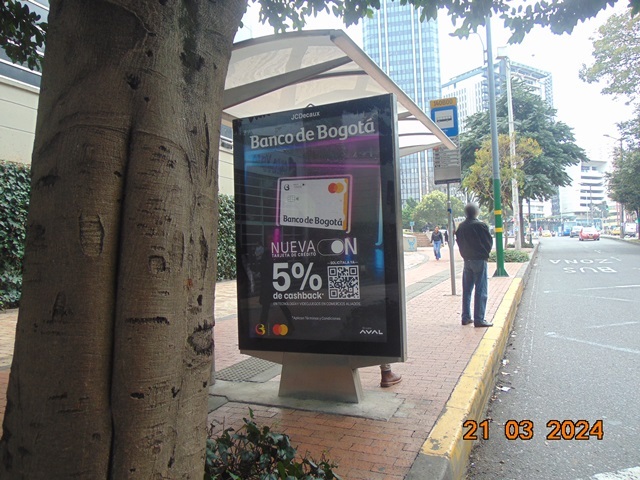 JCDecaux
Banco de Bogotá
Banco de Bogotá
NUEVA ON
TARJETA DE CRÉDITO
5%
de cashback
AVAL
BUS
ZONA
21 03 2024